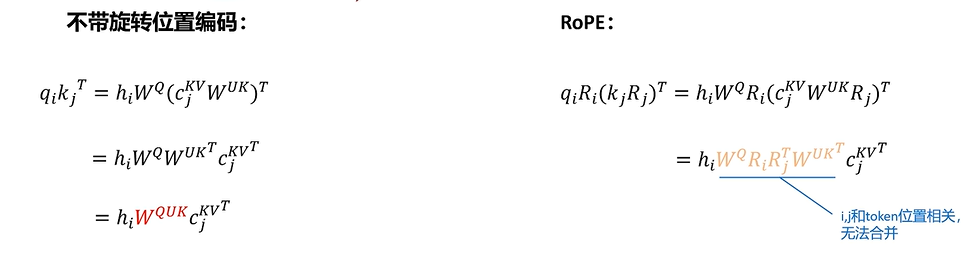 不带旋转位置编码：
RoPE：
q_i k_j^T = h_i W^Q (c_j^{KV} W^{UK})^T
q_i R_i (k_j R_j)^T = h_i W^Q R_i (c_j^{KV} W^{UK} R_j)^T
= h_i W^Q W^{UK^T} c_j^{KV^T}
= h_i W^Q R_i R_j^T W^{UK^T} c_j^{KV^T}
= h_i W^{QUK} c_j^{KV^T}
i,j和token位置相关，
无法合并